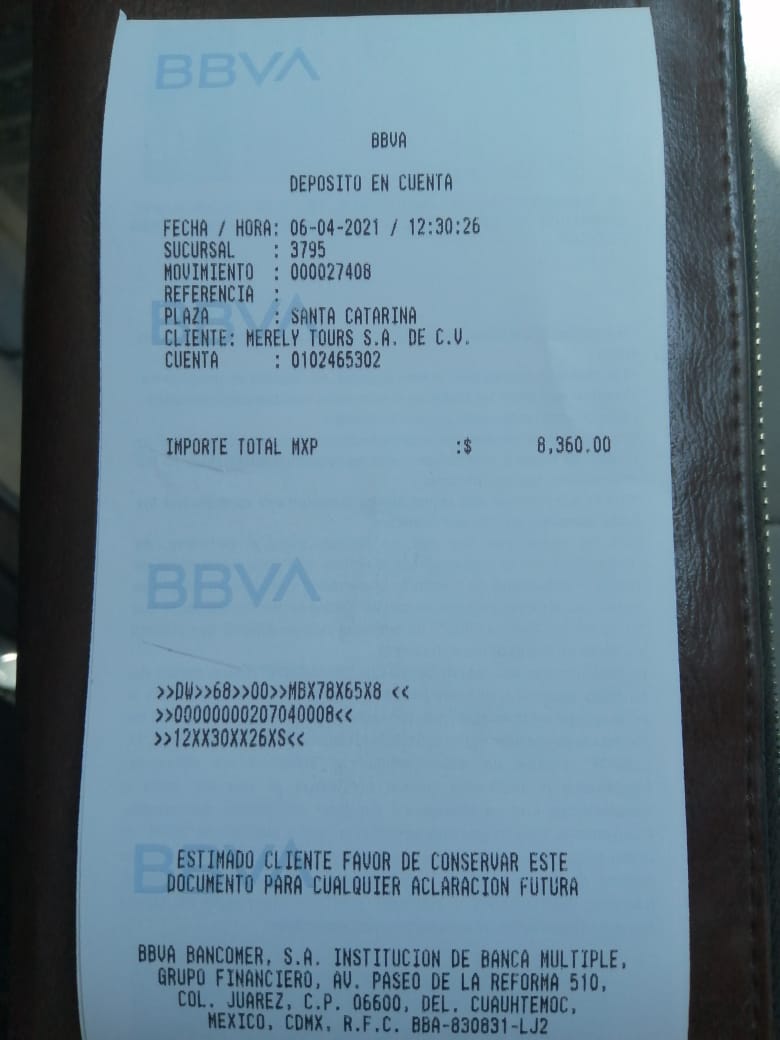 BBVA
BBVA
DEPOSITO EN CUENTA
FECHA / HORA: 06-04-2021 / 12:30:26
SUCURSAL : 3795
MOVIMIENTO : 000027408
REFERENCIA :
BBVA
PLAZA : SANTA CATARINA
CLIENTE: MERELY TOURS S.A. DE C.V.
CUENTA : 0102465302
IMPORTE TOTAL MXP :$ 8,360.00
BBVA
>>DW>>68>>00>>MBX78X65X8 <<
>>00000000207040008<<
>>12XX30XX26XS<<
BBVA
ESTIMADO CLIENTE FAVOR DE CONSERVAR ESTE
DOCUMENTO PARA CUALQUIER ACLARACION FUTURA
BBVA BANCOMER, S.A. INSTITUCION DE BANCA MULTIPLE,
GRUPO FINANCIERO, AV. PASEO DE LA REFORMA 510,
COL. JUAREZ, C.P. 06600, DEL. CUAUHTEMOC,
MEXICO, CDMX, R.F.C. BBA-830831-LJ2